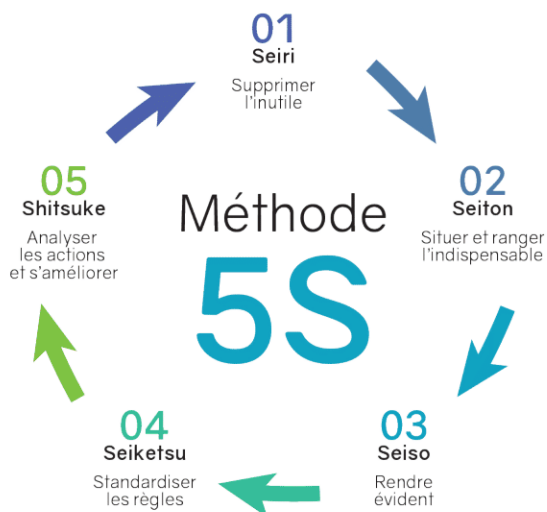 01
Seiri
Supprimer
l'inutile
02
Seiton
Situer et ranger
l'indispensable
03
Seiso
Rendre
évident
04
Seiketsu
Standardiser
les règles
05
Shitsuke
Analyser
les actions
et s'améliorer
Méthode
5S